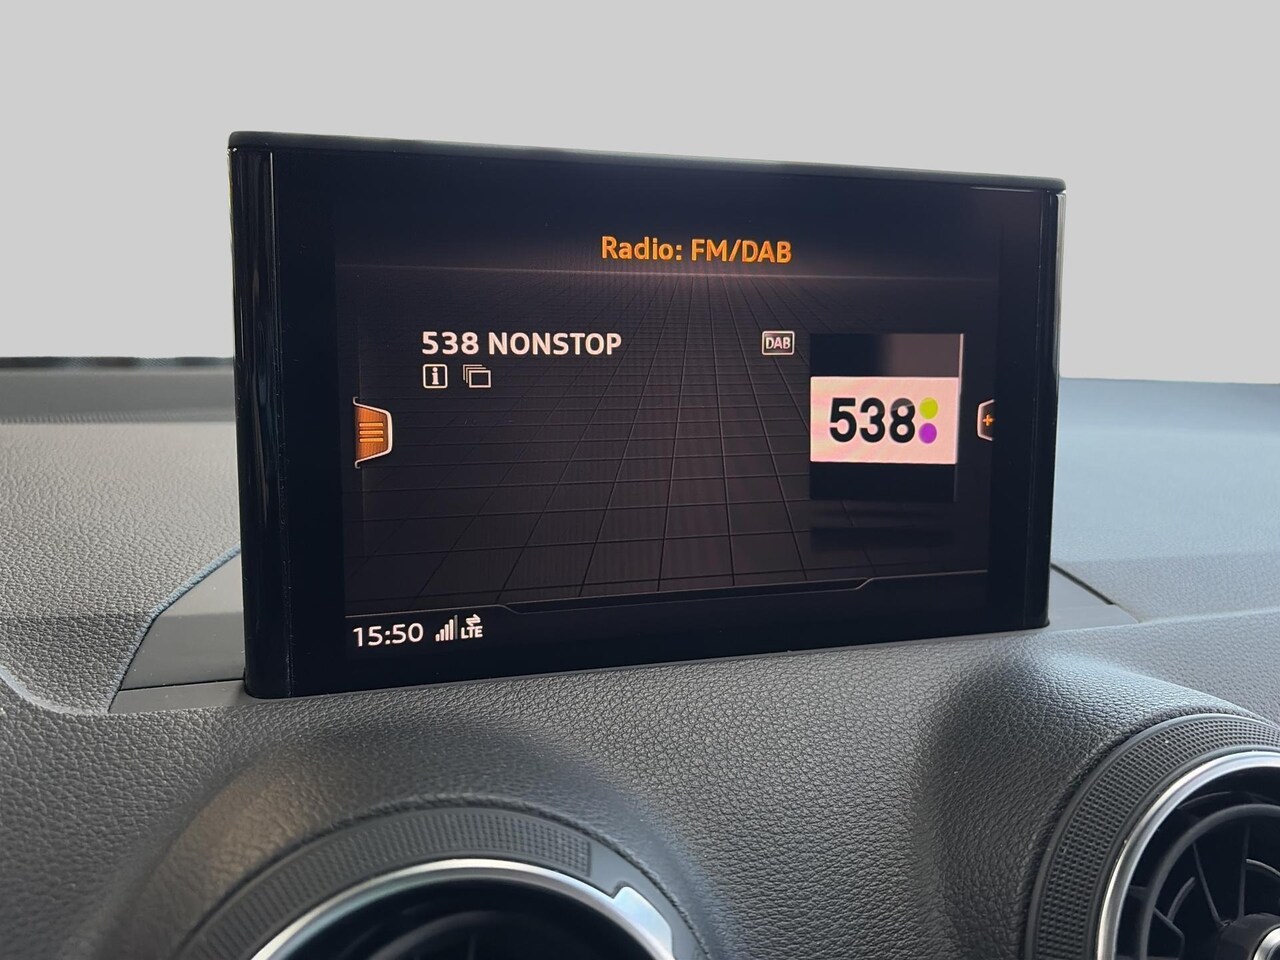 Radio: FM/DAB
538 NONSTOP
DAB
538
15:50 LTE